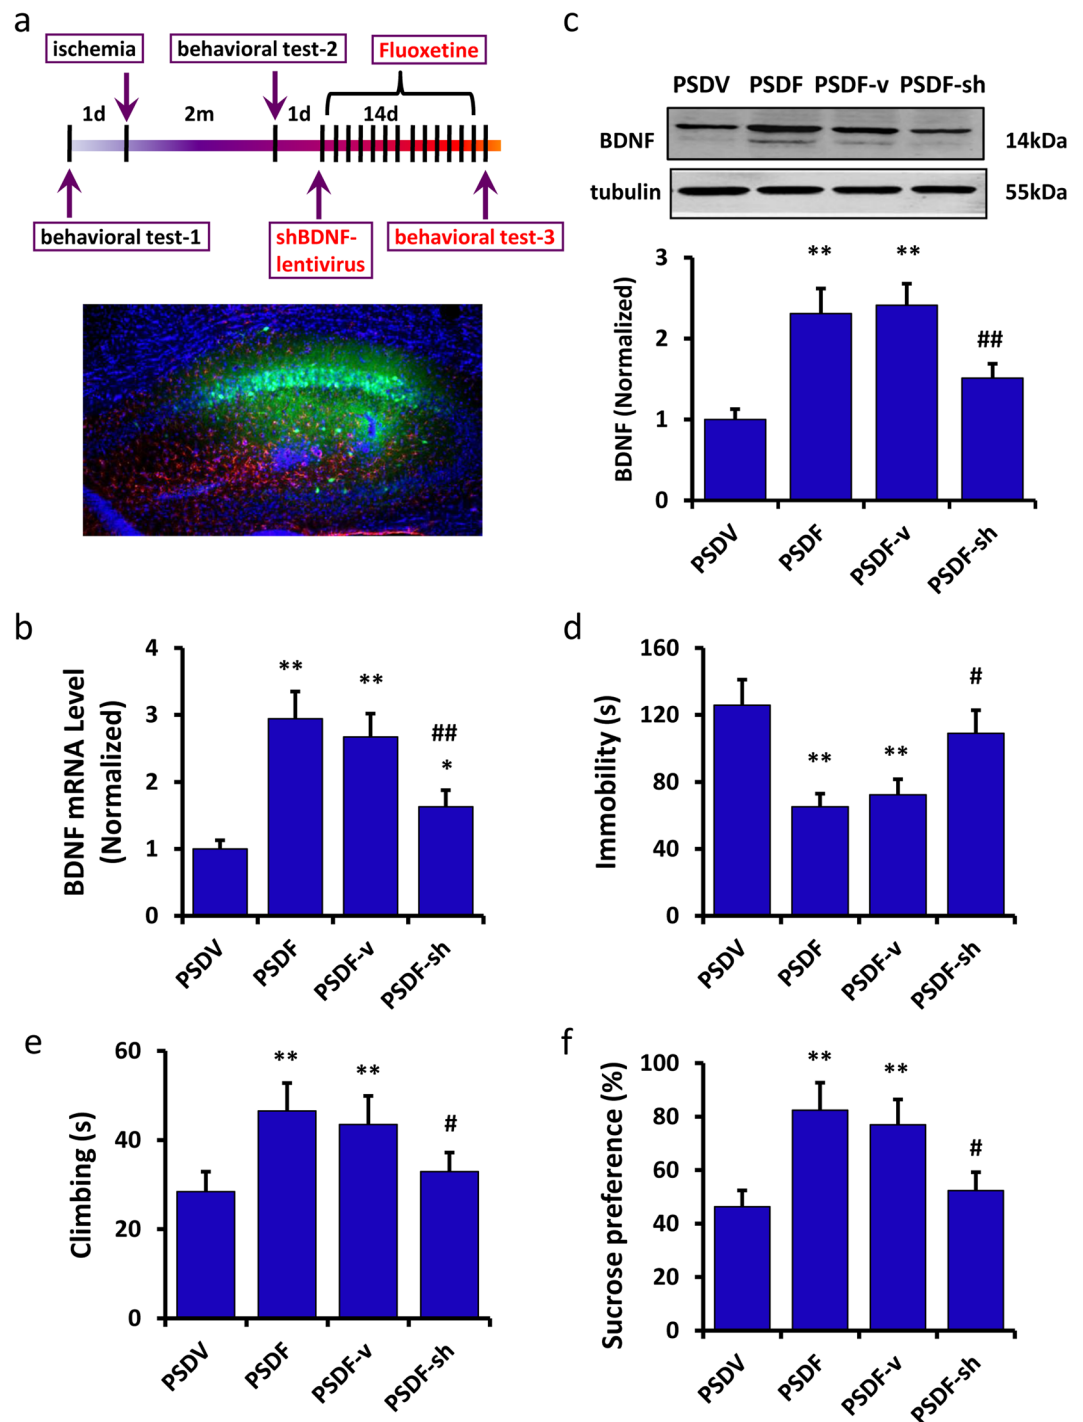 a
ischemia
behavioral test-2
Fluoxetine
1d
2m
1d
14d
behavioral test-1
shBDNF-
lentivirus
behavioral test-3
c
PSDV PSDF PSDF-v PSDF-sh
BDNF
14kDa
tubulin
55kDa
BDNF (Normalized)
3
2
1
0
**
**
##
PSDV
PSDF
PSDF-v
PSDF-sh
b
BDNF mRNA Level
(Normalized)
4
3
2
1
0
**
**
##
*
PSDV
PSDF
PSDF-v
PSDF-sh
d
Immobility (s)
160
120
80
40
0
**
**
#
PSDV
PSDF
PSDF-v
PSDF-sh
e
Climbing (s)
60
40
20
0
**
**
#
PSDV
PSDF
PSDF-v
PSDF-sh
f
Sucrose preference (%)
100
80
60
40
20
0
**
**
#
PSDV
PSDF
PSDF-v
PSDF-sh